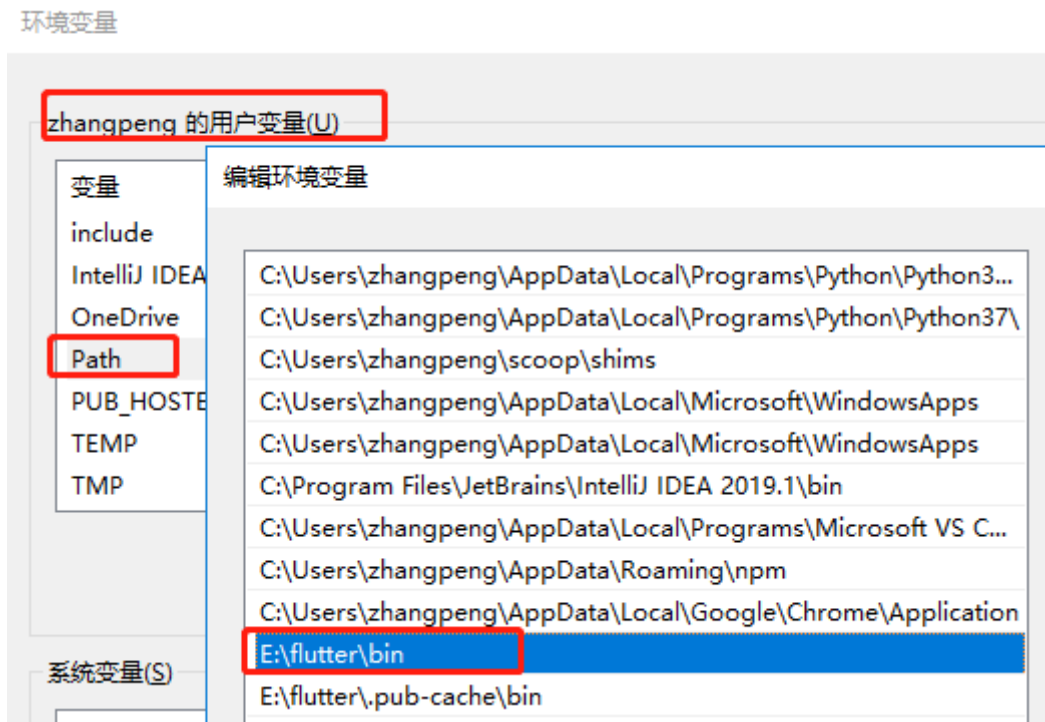 环境变量
zhangpeng 的用户变量(U)
变量
include
IntelliJ IDEA
OneDrive
Path
PUB_HOSTE
TEMP
TMP
编辑环境变量
C:\Users\zhangpeng\AppData\Local\Programs\Python\Python3...
C:\Users\zhangpeng\AppData\Local\Programs\Python\Python37\
C:\Users\zhangpeng\scoop\shims
C:\Users\zhangpeng\AppData\Local\Microsoft\WindowsApps
C:\Users\zhangpeng\AppData\Local\Microsoft\WindowsApps
C:\Program Files\JetBrains\IntelliJ IDEA 2019.1\bin
C:\Users\zhangpeng\AppData\Local\Programs\Microsoft VS C...
C:\Users\zhangpeng\AppData\Roaming\npm
C:\Users\zhangpeng\AppData\Local\Google\Chrome\Application
E:\flutter\bin
E:\flutter\.pub-cache\bin
系统变量(S)